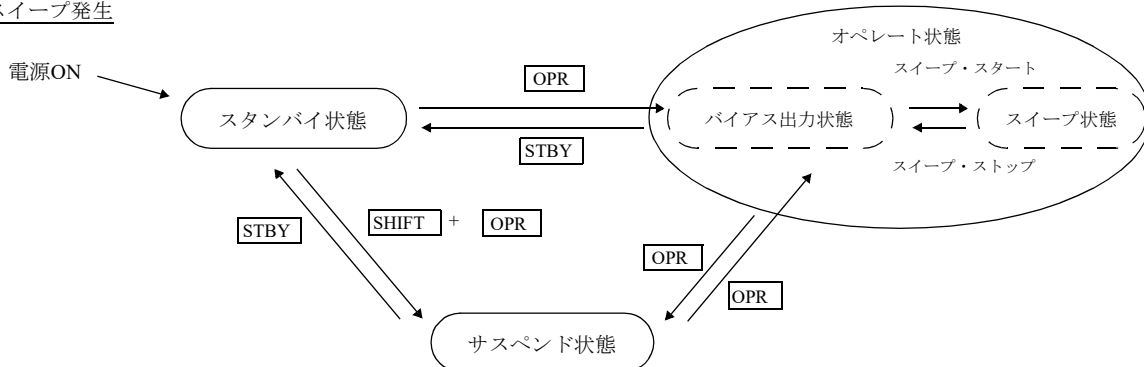 スイープ発生
オペレート状態
電源ON
スイープ・スタート
OPR
スタンバイ状態
バイアス出力状態
スイープ状態
STBY
スイープ・ストップ
STBY
SHIFT + OPR
OPR
OPR
サスペンド状態